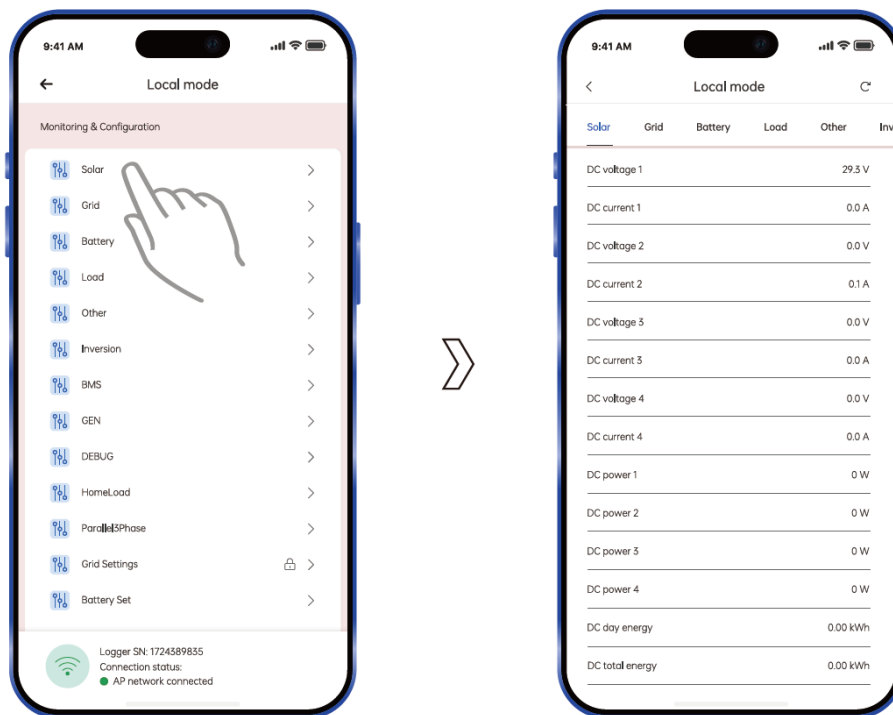 9:41 AM
Local mode
Monitoring & Configuration
Solar
Grid
Battery
Load
Other
Inversion
BMS
GEN
DEBUG
HomeLoad
Parallel3Phase
Grid Settings
Battery Set
Logger SN: 1724389835
Connection status:
AP network connected
9:41 AM
Local mode
Solar Grid Battery Load Other Inv
DC voltage 1 29.3 V
DC current 1 0.0 A
DC voltage 2 0.0 V
DC current 2 0.1 A
DC voltage 3 0.0 V
DC current 3 0.0 A
DC voltage 4 0.0 V
DC current 4 0.0 A
DC power 1 0 W
DC power 2 0 W
DC power 3 0 W
DC power 4 0 W
DC day energy 0.00 kWh
DC total energy 0.00 kWh